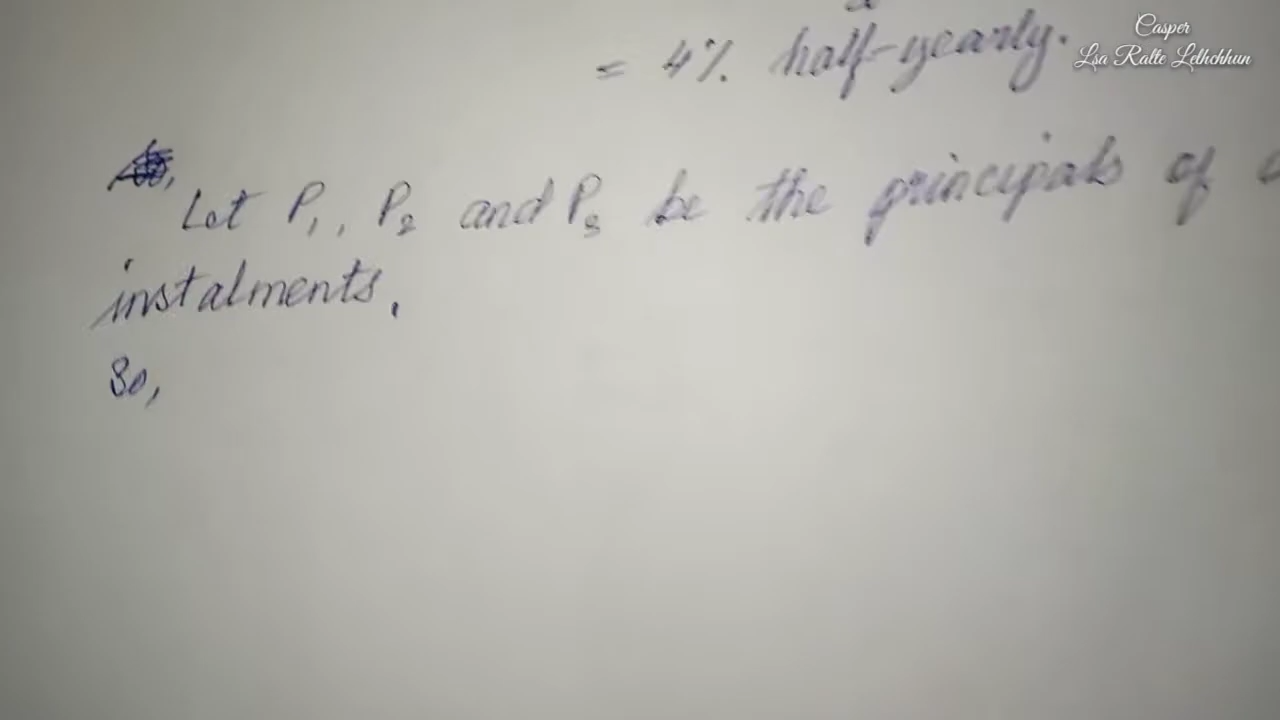 Casper
Lsa Ralte Lelhchhun
= 4%. half-yearly.
Let P1, P2 and P3 be the principals of
instalments.
So,